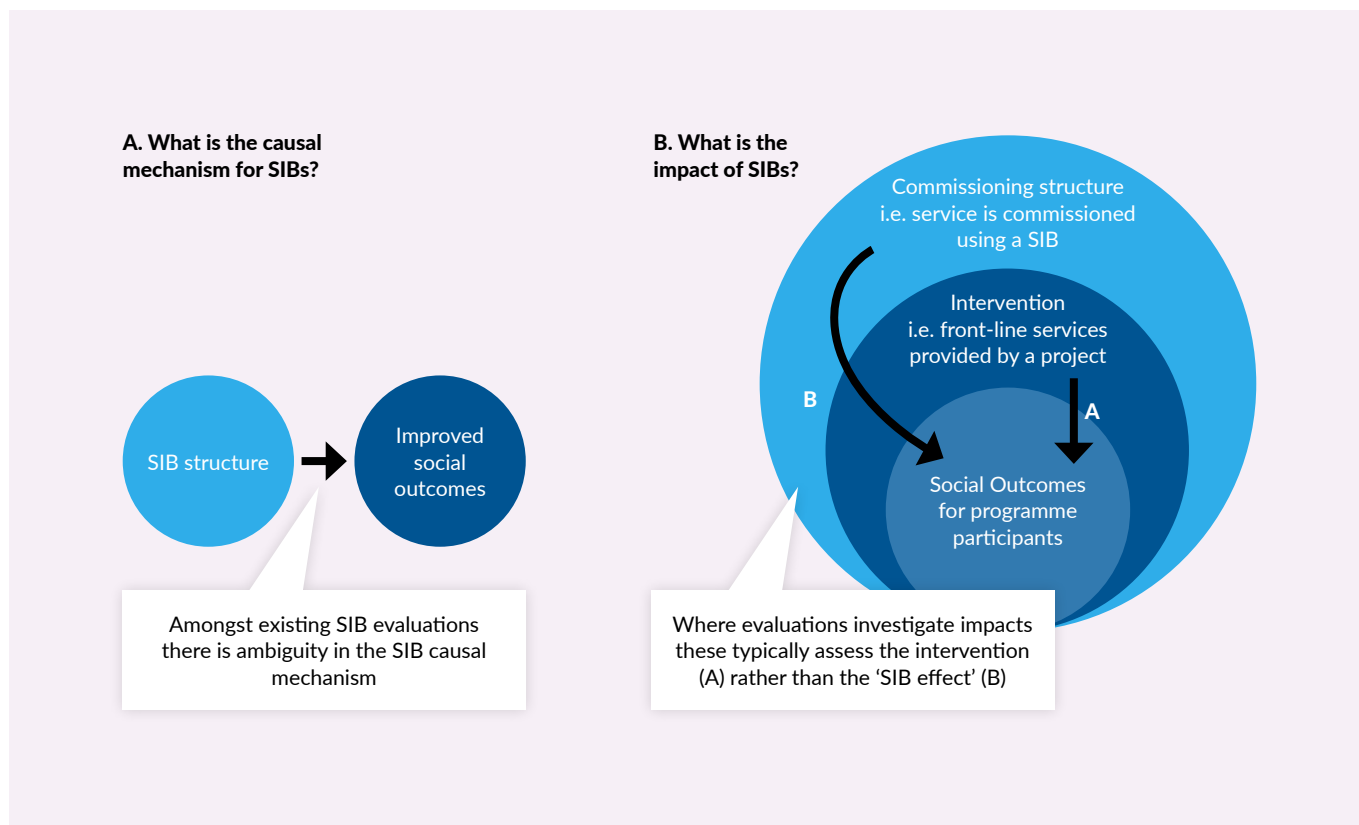 A. What is the causal
mechanism for SIBs?
SIB structure
Improved
social
outcomes
Amongst existing SIB evaluations
there is ambiguity in the SIB causal
mechanism
B. What is the
impact of SIBs?
Commissioning structure
i.e. service is commissioned
using a SIB
Intervention
i.e. front-line services
provided by a project
B
A
Social Outcomes
for programme
participants
Where evaluations investigate impacts
these typically assess the intervention
(A) rather than the ‘SIB effect’ (B)